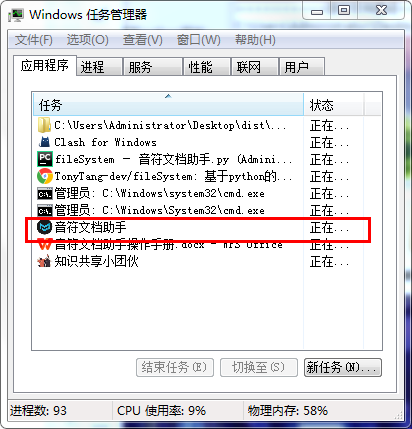 Windows 任务管理器
文件(F) 选项(O) 查看(V) 窗口(W) 帮助(H)
应用程序 进程 服务 性能 联网 用户
任务 状态
C:\Users\Administrator\Desktop\dist\... 正在...
Clash for Windows 正在...
fileSystem – 音符文档助手.py (Admini... 正在...
TonyTang-dev/fileSystem: 基于python的... 正在...
管理员: C:\Windows\system32\cmd.exe 正在...
管理员: C:\Windows\System32\cmd.exe 正在...
音符文档助手 正在...
音符文档助手操作手册.docx - WPS Office 正在...
知识共享小团伙 正在...
结束任务(E) 切换至(S) 新任务(N)...
进程数: 93 CPU 使用率: 9% 物理内存: 58%